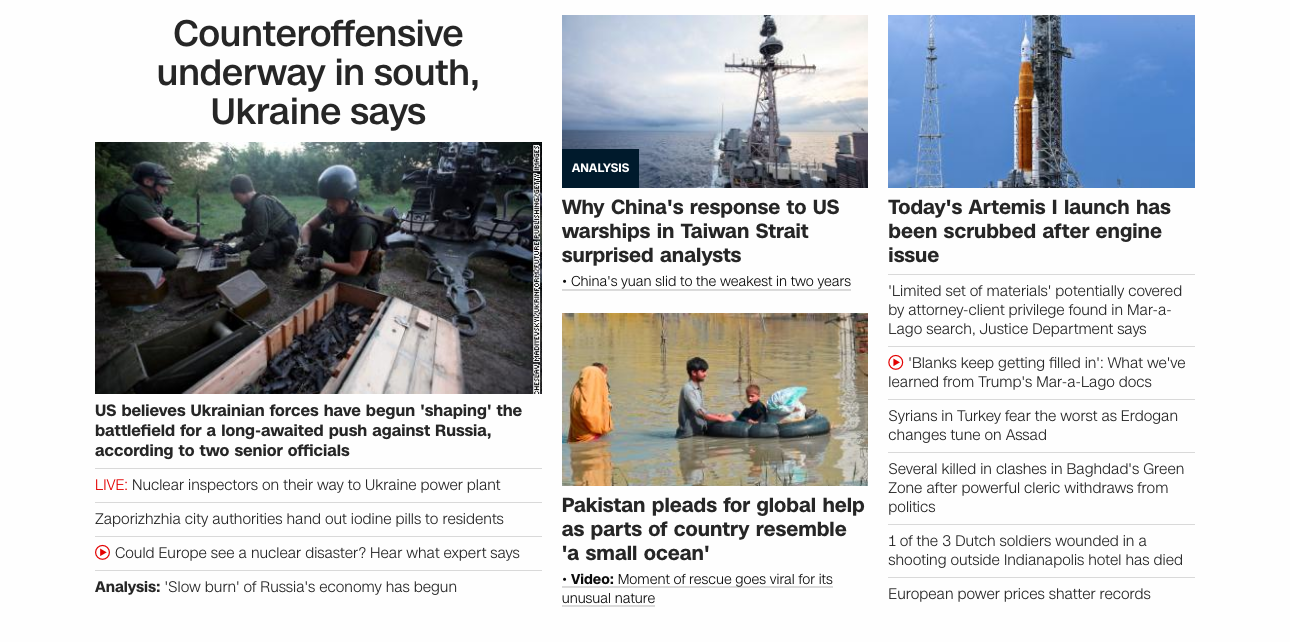 Counteroffensive
underway in south,
Ukraine says
US believes Ukrainian forces have begun 'shaping' the
battlefield for a long-awaited push against Russia,
according to two senior officials
LIVE: Nuclear inspectors on their way to Ukraine power plant
Zaporizhzhia city authorities hand out iodine pills to residents
Could Europe see a nuclear disaster? Hear what expert says
Analysis: 'Slow burn' of Russia's economy has begun
ANALYSIS
Why China's response to US
warships in Taiwan Strait
surprised analysts
• China's yuan slid to the weakest in two years
Pakistan pleads for global help
as parts of country resemble
'a small ocean'
• Video: Moment of rescue goes viral for its
unusual nature
Today's Artemis I launch has
been scrubbed after engine
issue
'Limited set of materials' potentially covered
by attorney-client privilege found in Mar-a-
Lago search, Justice Department says
'Blanks keep getting filled in': What we've
learned from Trump's Mar-a-Lago docs
Syrians in Turkey fear the worst as Erdogan
changes tune on Assad
Several killed in clashes in Baghdad's Green
Zone after powerful cleric withdraws from
politics
1 of the 3 Dutch soldiers wounded in a
shooting outside Indianapolis hotel has died
European power prices shatter records